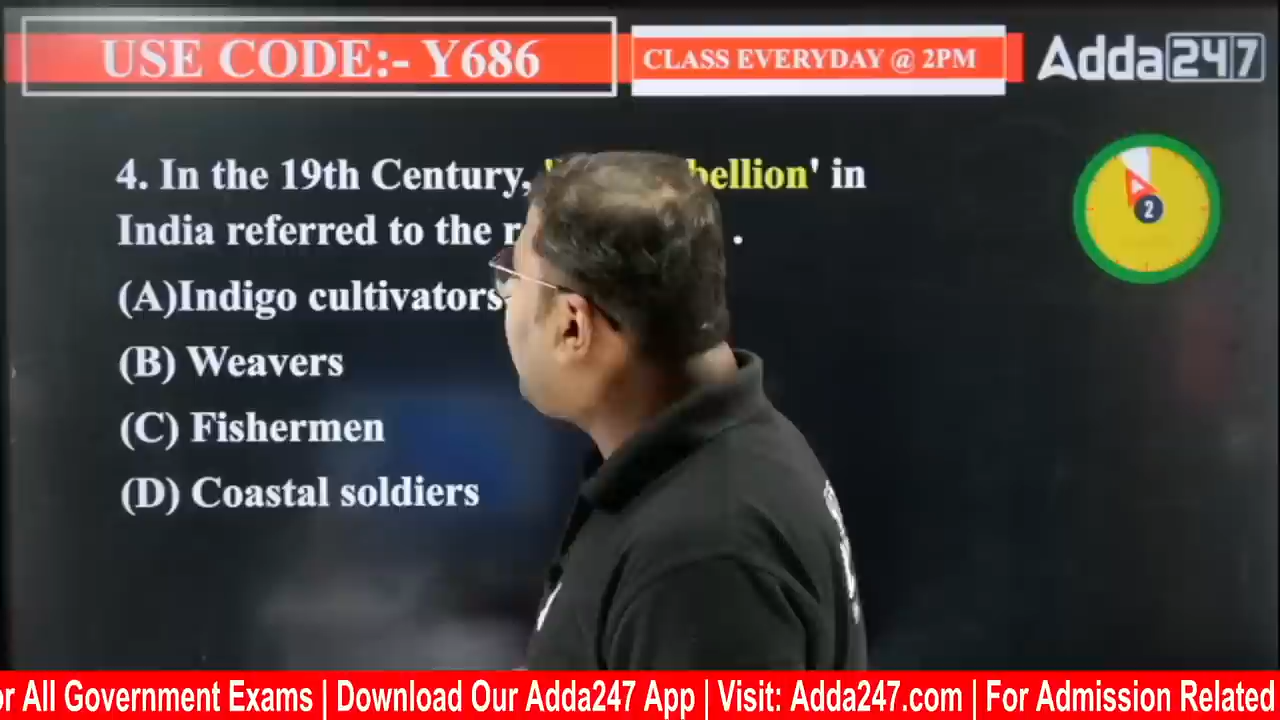 USE CODE:- Y686
CLASS EVERYDAY @ 2PM
Adda247
4. In the 19th Century, ' bellion' in
India referred to the r .
(A)Indigo cultivators
(B) Weavers
(C) Fishermen
(D) Coastal soldiers
2
or All Government Exams | Download Our Adda247 App | Visit: Adda247.com | For Admission Related